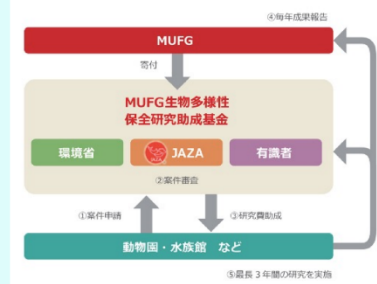 ④毎年成果報告
MUFG
寄付
MUFG生物多様性
保全研究助成基金
環境省
JAZA
有識者
②案件審査
①案件申請
③研究費助成
動物園・水族館 など
⑤最長3年間の研究を実施